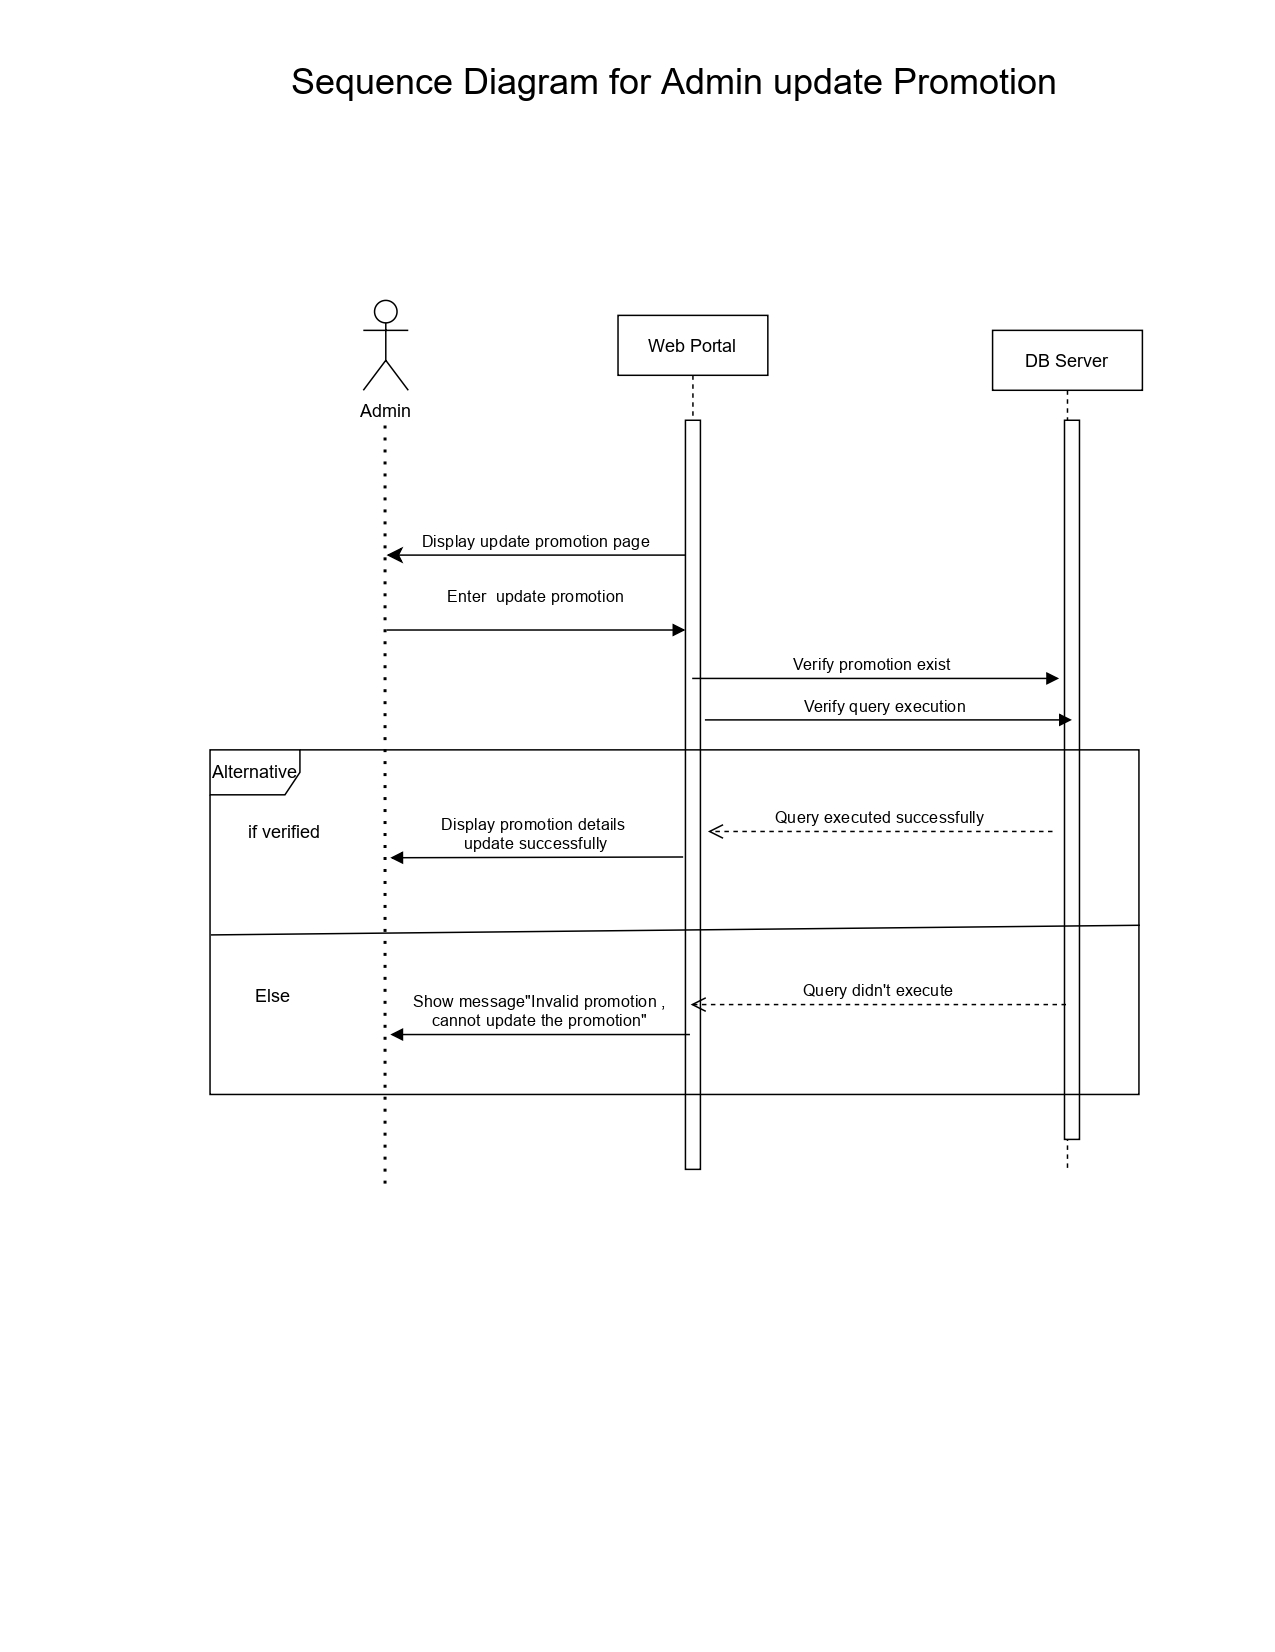 Sequence Diagram for Admin update Promotion
Web Portal
DB Server
Admin
Display update promotion page
Enter  update promotion
Verify promotion exist
Verify query execution
Alternative
if verified
Query executed successfully
Display promotion details
update successfully
Else
Query didn't execute
Show message"Invalid promotion ,
cannot update the promotion"